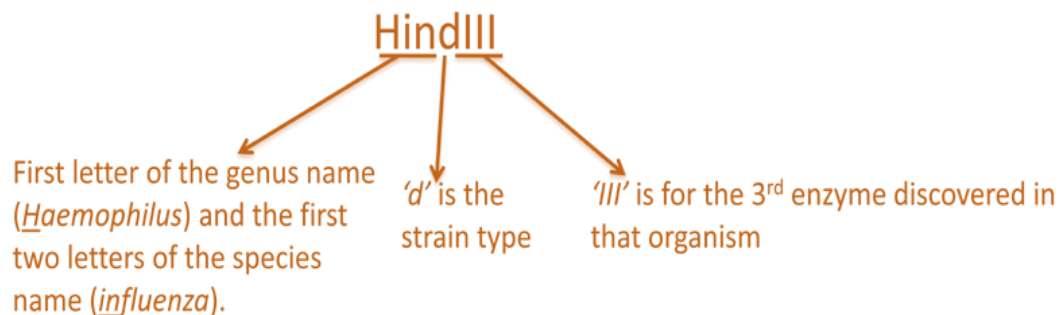 HindIII
First letter of the genus name
(Haemophilus) and the first
two letters of the species
name (influenza).
‘d’ is the
strain type
‘III’ is for the 3rd enzyme discovered in
that organism